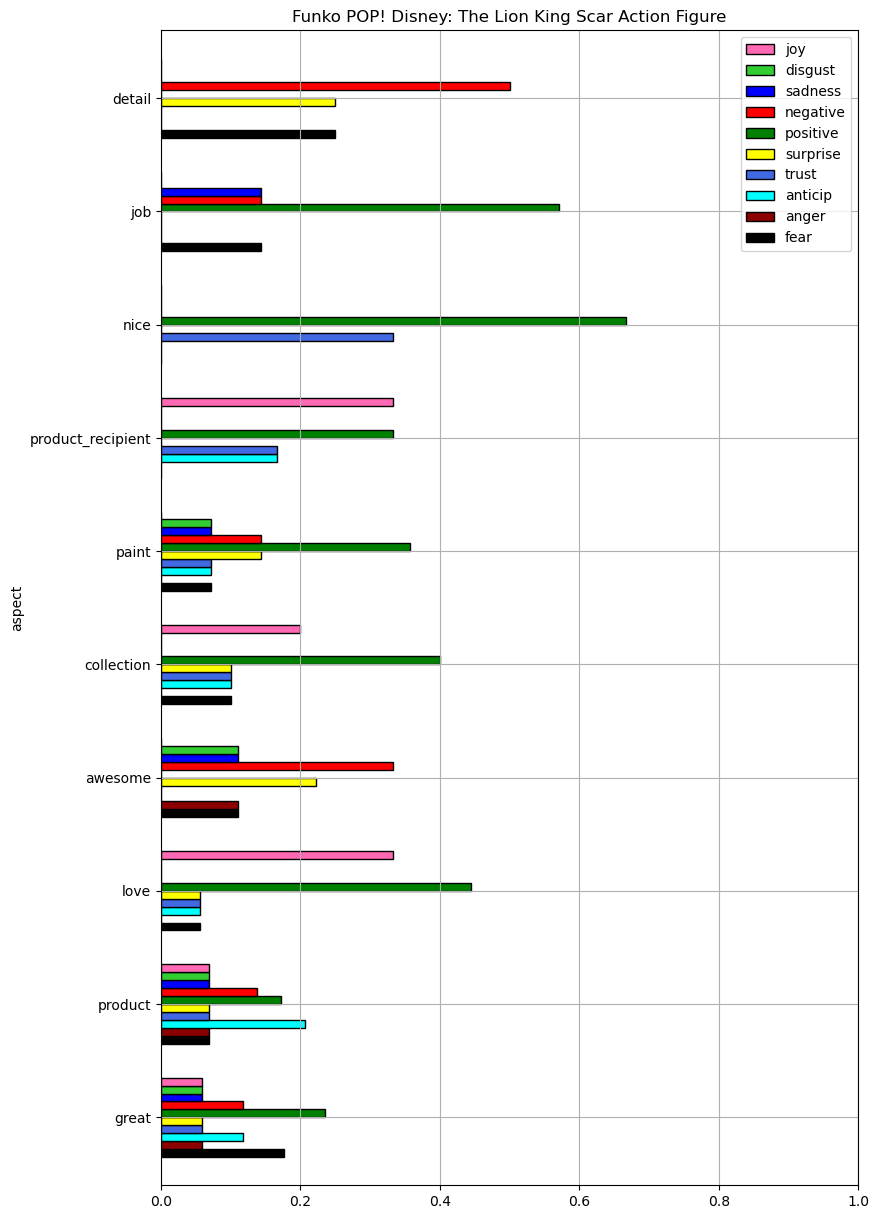 Funko POP! Disney: The Lion King Scar Action Figure
joy
disgust
sadness
negative
positive
surprise
trust
anticip
anger
fear
detail
job
nice
product_recipient
paint
collection
awesome
love
product
great
aspect
0.0 0.2 0.4 0.6 0.8 1.0